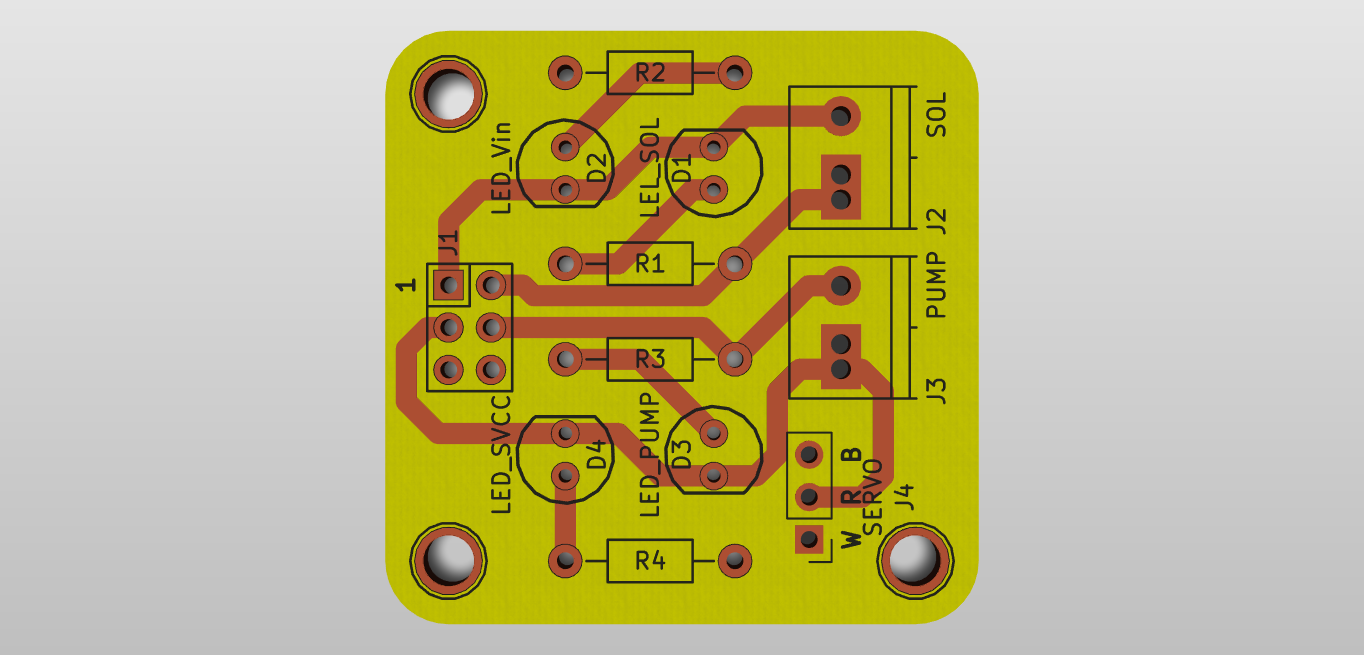 R2
SOL
LED_Vin
D2
LEL_SOL
D1
J2
J1
R1
1
PUMP
R3
J3
LED_SVCC
D4
LED_PUMP
D3
B
R
SERVO
J4
W
R4